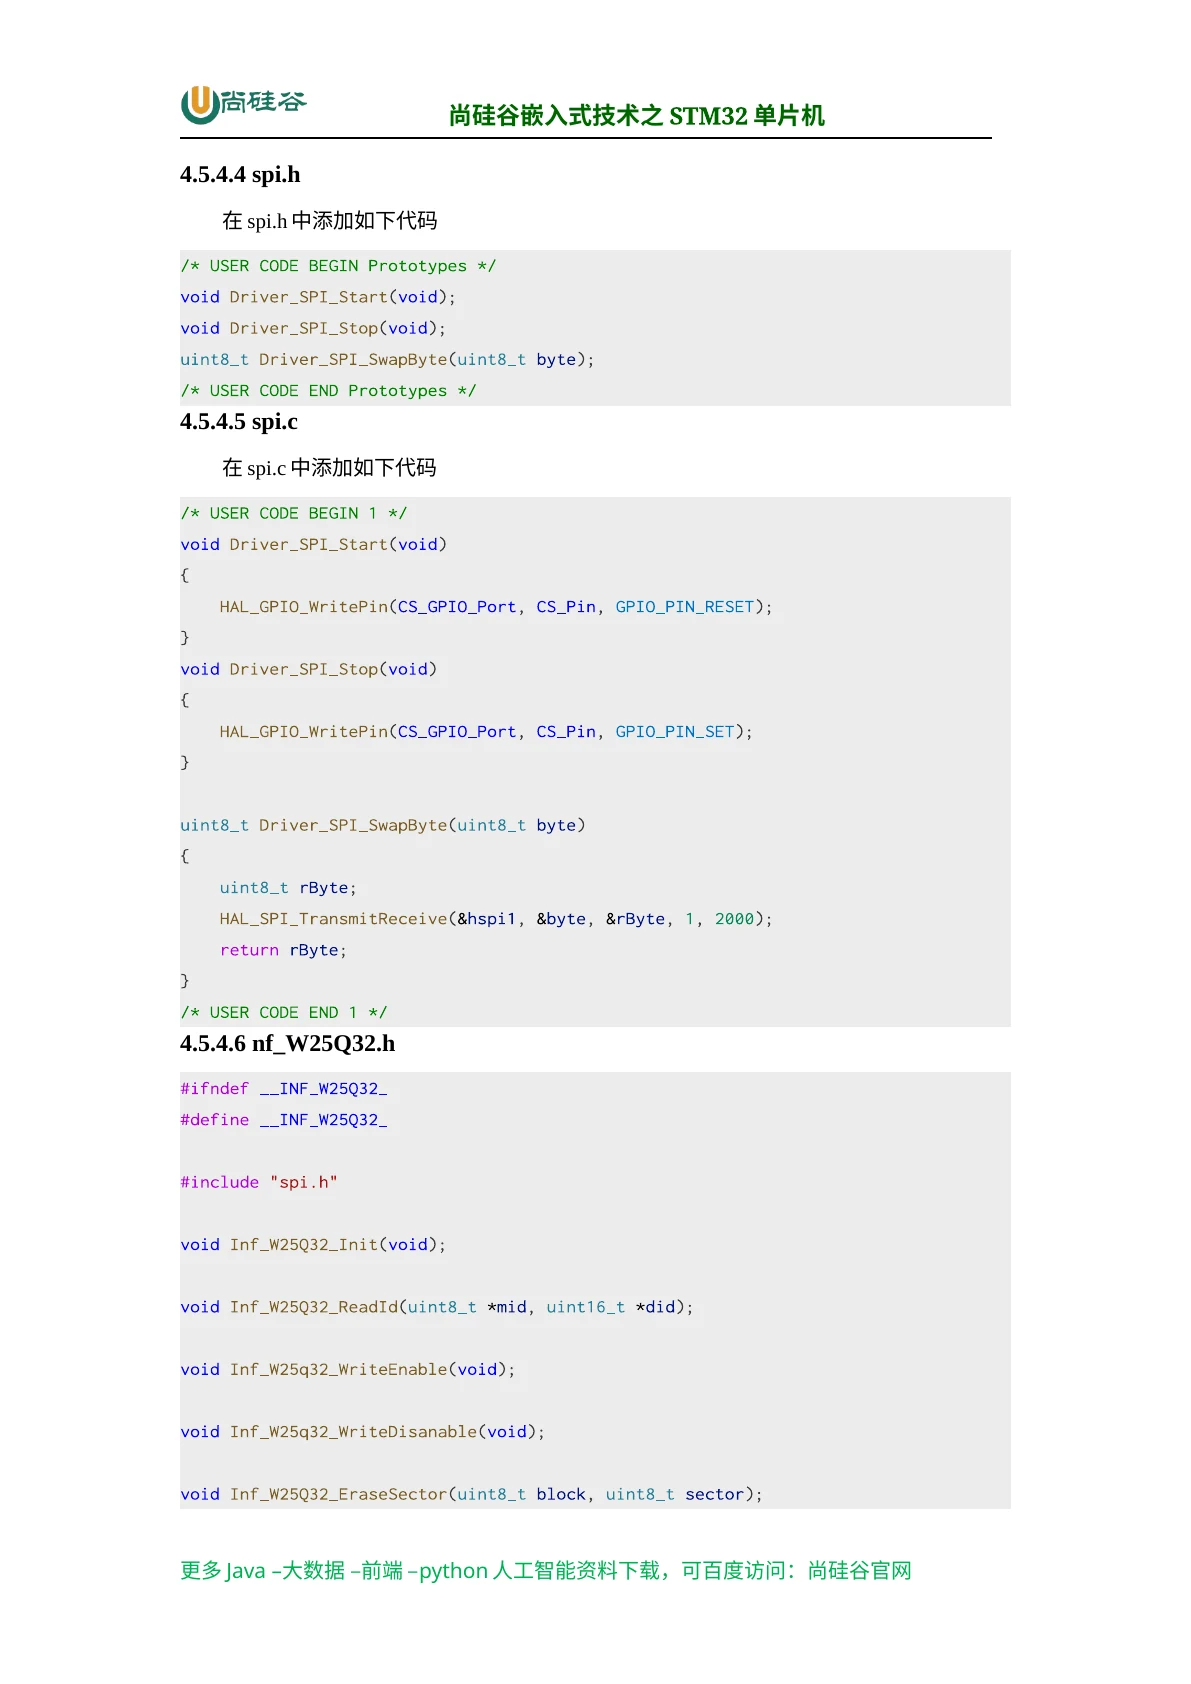 尚硅谷
尚硅谷嵌入式技术之 STM32 单片机
4.5.4.4 spi.h
在 spi.h 中添加如下代码
/* USER CODE BEGIN Prototypes */
void Driver_SPI_Start(void);
void Driver_SPI_Stop(void);
uint8_t Driver_SPI_SwapByte(uint8_t byte);
/* USER CODE END Prototypes */
4.5.4.5 spi.c
在 spi.c 中添加如下代码
/* USER CODE BEGIN 1 */
void Driver_SPI_Start(void)
{
    HAL_GPIO_WritePin(CS_GPIO_Port, CS_Pin, GPIO_PIN_RESET);
}
void Driver_SPI_Stop(void)
{
    HAL_GPIO_WritePin(CS_GPIO_Port, CS_Pin, GPIO_PIN_SET);
}
uint8_t Driver_SPI_SwapByte(uint8_t byte)
{
    uint8_t rByte;
    HAL_SPI_TransmitReceive(&hspi1, &byte, &rByte, 1, 2000);
    return rByte;
}
/* USER CODE END 1 */
4.5.4.6 nf_W25Q32.h
#ifndef __INF_W25Q32_
#define __INF_W25Q32_
#include "spi.h"
void Inf_W25Q32_Init(void);
void Inf_W25Q32_ReadId(uint8_t *mid, uint16_t *did);
void Inf_W25q32_WriteEnable(void);
void Inf_W25q32_WriteDisanable(void);
void Inf_W25Q32_EraseSector(uint8_t block, uint8_t sector);
更多 Java –大数据 –前端 –python 人工智能资料下载，可百度访问：尚硅谷官网